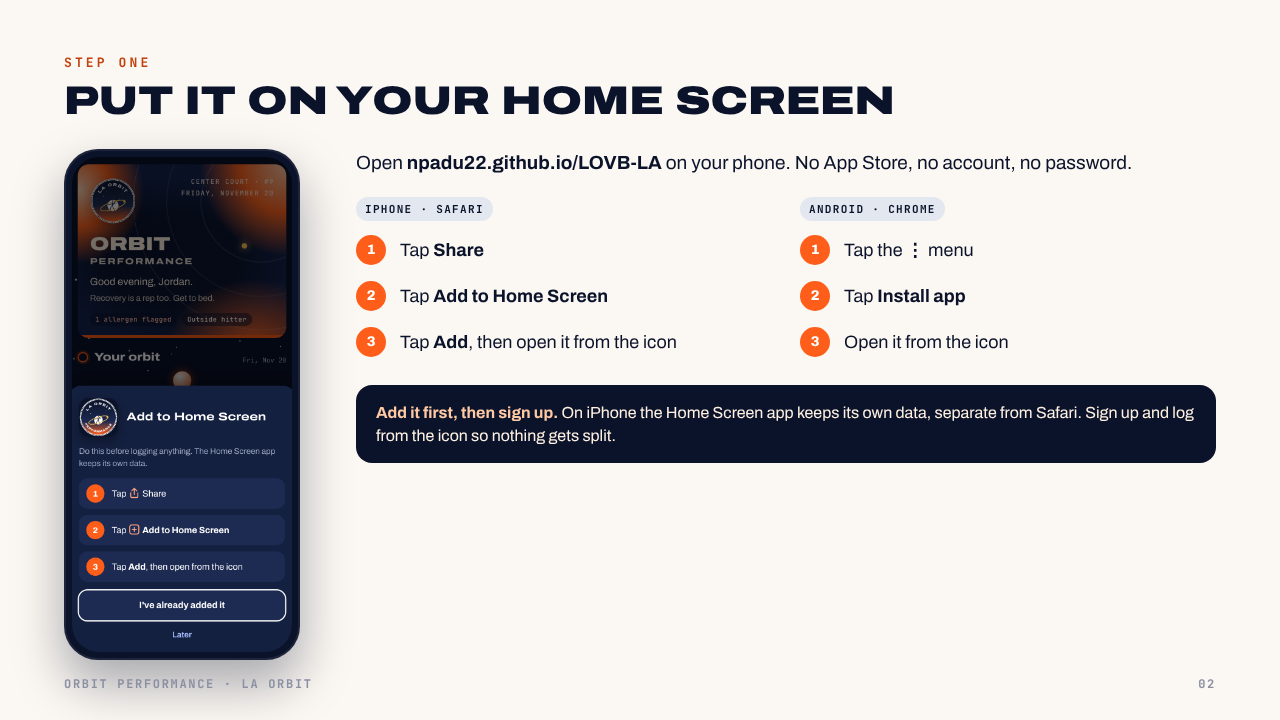 STEP ONE
PUT IT ON YOUR HOME SCREEN
LA ORBIT
CENTER COURT · #7
FRIDAY, NOVEMBER 20
ORBIT
PERFORMANCE
Good evening, Jordan.
Recovery is a rep too. Get to bed.
1 allergen flagged
Outside hitter
Your orbit
Fri, Nov 20
LA ORBIT
Add to Home Screen
Do this before logging anything. The Home Screen app
keeps its own data.
1 Tap Share
2 Tap Add to Home Screen
3 Tap Add, then open from the icon
I've already added it
Later
Open npadu22.github.io/LOVB-LA on your phone. No App Store, no account, no password.
IPHONE · SAFARI
1 Tap Share
2 Tap Add to Home Screen
3 Tap Add, then open it from the icon
ANDROID · CHROME
1 Tap the ⋮ menu
2 Tap Install app
3 Open it from the icon
Add it first, then sign up. On iPhone the Home Screen app keeps its own data, separate from Safari. Sign up and log
from the icon so nothing gets split.
ORBIT PERFORMANCE · LA ORBIT
02